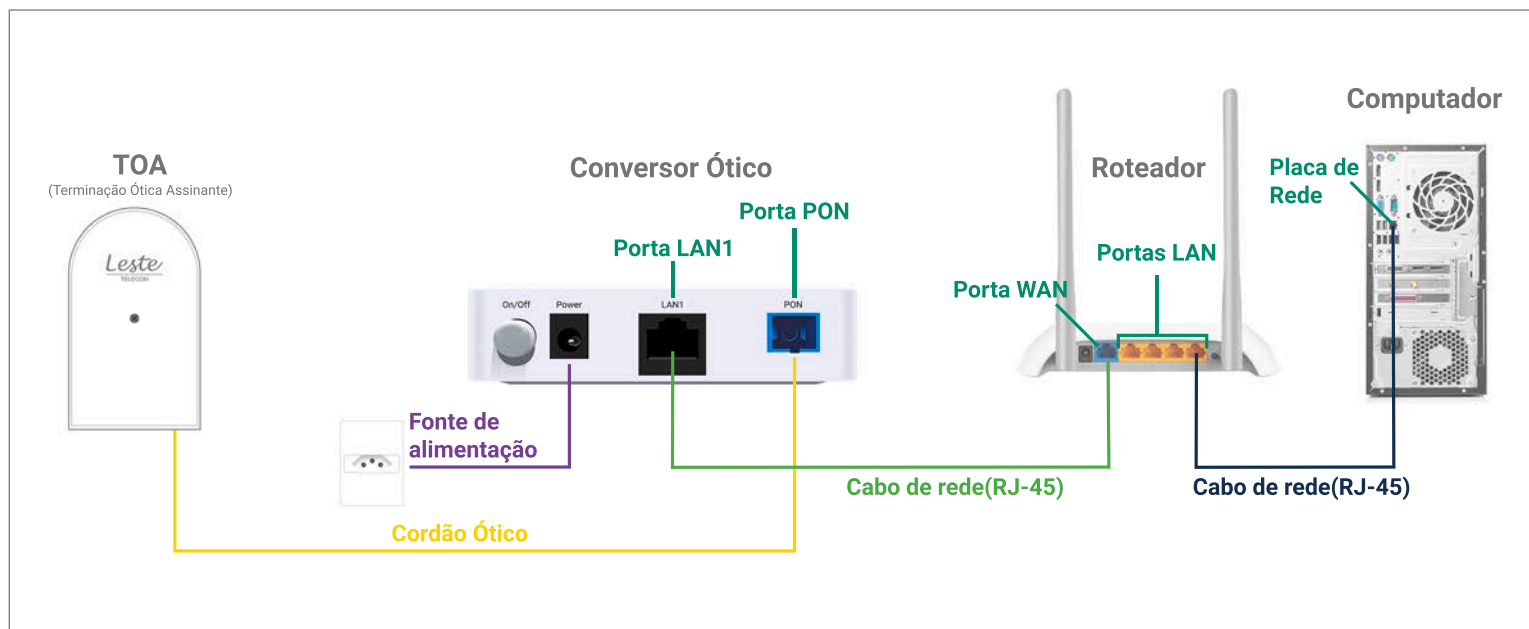 TOA
(Terminação Ótica Assinante)
Leste
TELECOM
Conversor Ótico
Porta PON
Porta LAN1
On/Off
Power
LAN1
PON
Fonte de
alimentação
Cordão Ótico
Roteador
Portas LAN
Porta WAN
Cabo de rede(RJ-45)
Computador
Placa de
Rede
Cabo de rede(RJ-45)